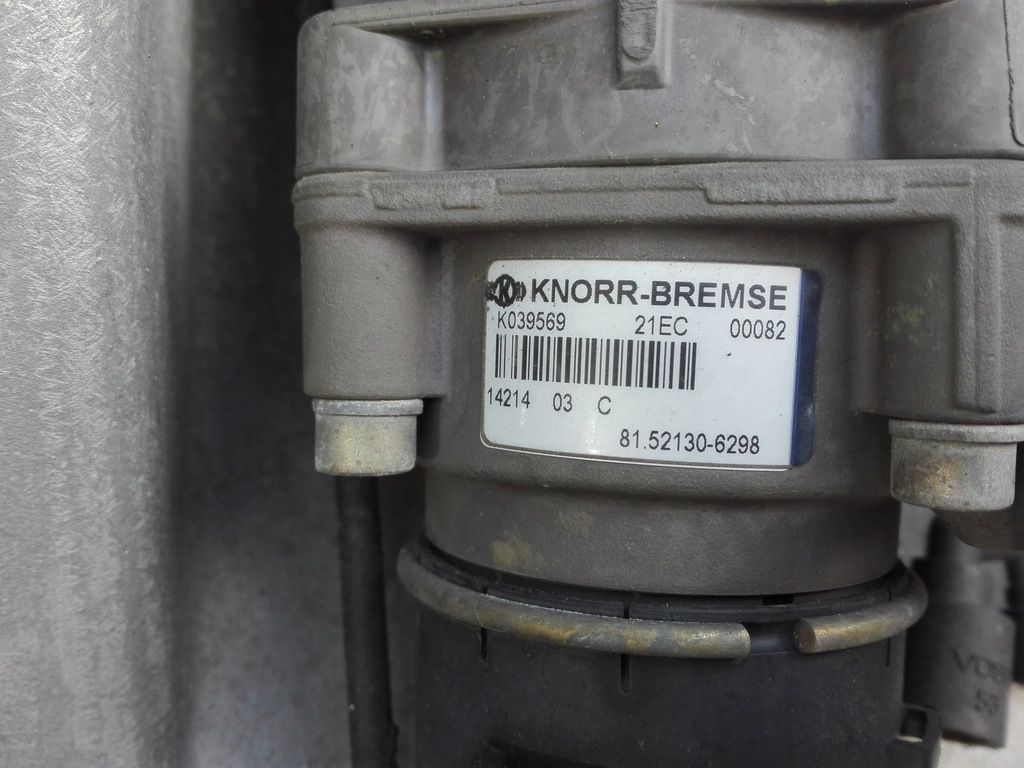 KNORR-BREMSE
K039569 21EC 00082
14214 03 C
81.52130-6298